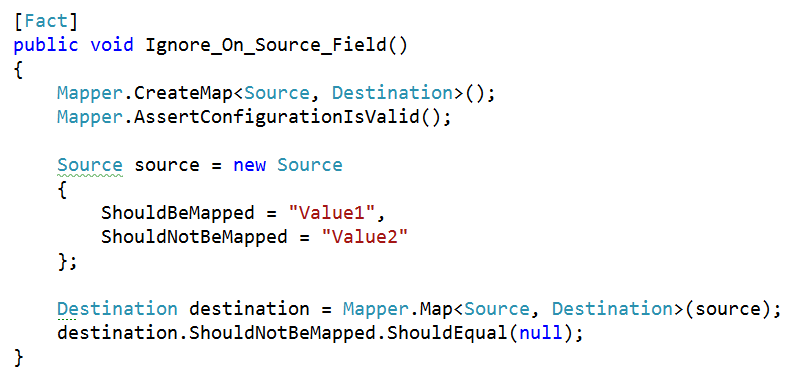 [Fact]
public void Ignore_On_Source_Field()
{
    Mapper.CreateMap<Source, Destination>();
    Mapper.AssertConfigurationIsValid();

    Source source = new Source
    {
        ShouldBeMapped = "Value1",
        ShouldNotBeMapped = "Value2"
    };

    Destination destination = Mapper.Map<Source, Destination>(source);
    destination.ShouldNotBeMapped.ShouldEqual(null);
}